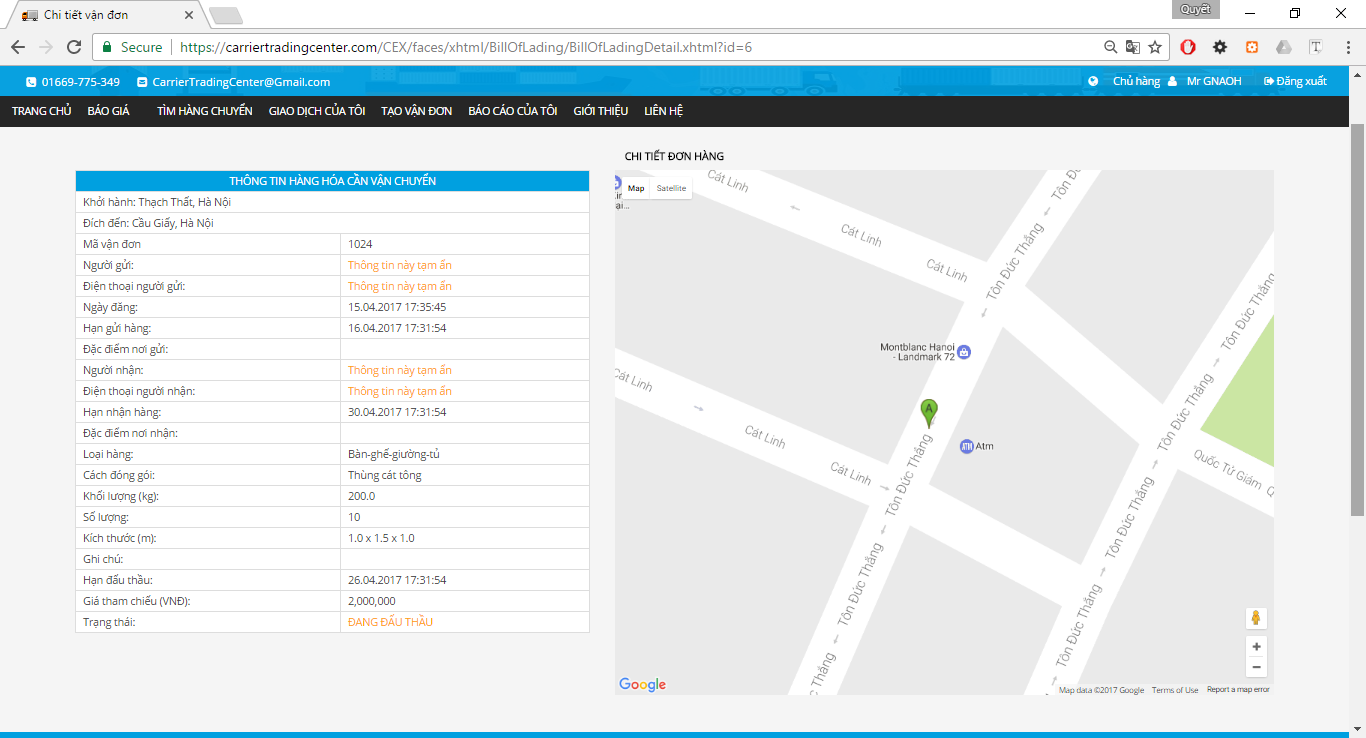 Chi tiết vận đơn
Quyết
Secure https://carriertradingcenter.com/CEX/faces/xhtml/BillOfLading/BillOfLadingDetail.xhtml?id=6
01669-775-349 CarrierTradingCenter@Gmail.com Chủ hàng Mr GNAOH Đăng xuất
TRANG CHỦ BÁO GIÁ TÌM HÀNG CHUYỂN GIAO DỊCH CỦA TÔI TẠO VẬN ĐƠN BÁO CÁO CỦA TÔI GIỚI THIỆU LIÊN HỆ
CHI TIẾT ĐƠN HÀNG
THÔNG TIN HÀNG HÓA CẦN VẬN CHUYỂN
Khởi hành: Thạch Thất, Hà Nội
Đích đến: Cầu Giấy, Hà Nội
Mã vận đơn 1024
Người gửi: Thông tin này tạm ẩn
Điện thoại người gửi: Thông tin này tạm ẩn
Ngày đăng: 15.04.2017 17:35:45
Hạn gửi hàng: 16.04.2017 17:31:54
Đặc điểm nơi gửi:
Người nhận: Thông tin này tạm ẩn
Điện thoại người nhận: Thông tin này tạm ẩn
Hạn nhận hàng: 30.04.2017 17:31:54
Đặc điểm nơi nhận:
Loại hàng: Bàn-ghế-giường-tủ
Cách đóng gói: Thùng cát tông
Khối lượng (kg): 200.0
Số lượng: 10
Kích thước (m): 1.0 x 1.5 x 1.0
Ghi chú:
Hạn đấu thầu: 26.04.2017 17:31:54
Giá tham chiếu (VNĐ): 2,000,000
Trạng thái: ĐANG ĐẤU THẦU
Map Satellite
Cát Linh
Cát Linh
Cát Linh
Tôn Đức Thắng
Tôn Đức Thắng
Montblanc Hanoi
- Landmark 72
A
Cát Linh
Cát Linh
Cát Linh
ATM Atm
Tôn Đức Thắng
Tôn Đức Thắng
Quốc Tử Giám
Tôn Đức Thắng
Tôn Đức Thắng
Tôn Đức Thắng
Thắng
Google
Map data ©2017 Google Terms of Use Report a map error